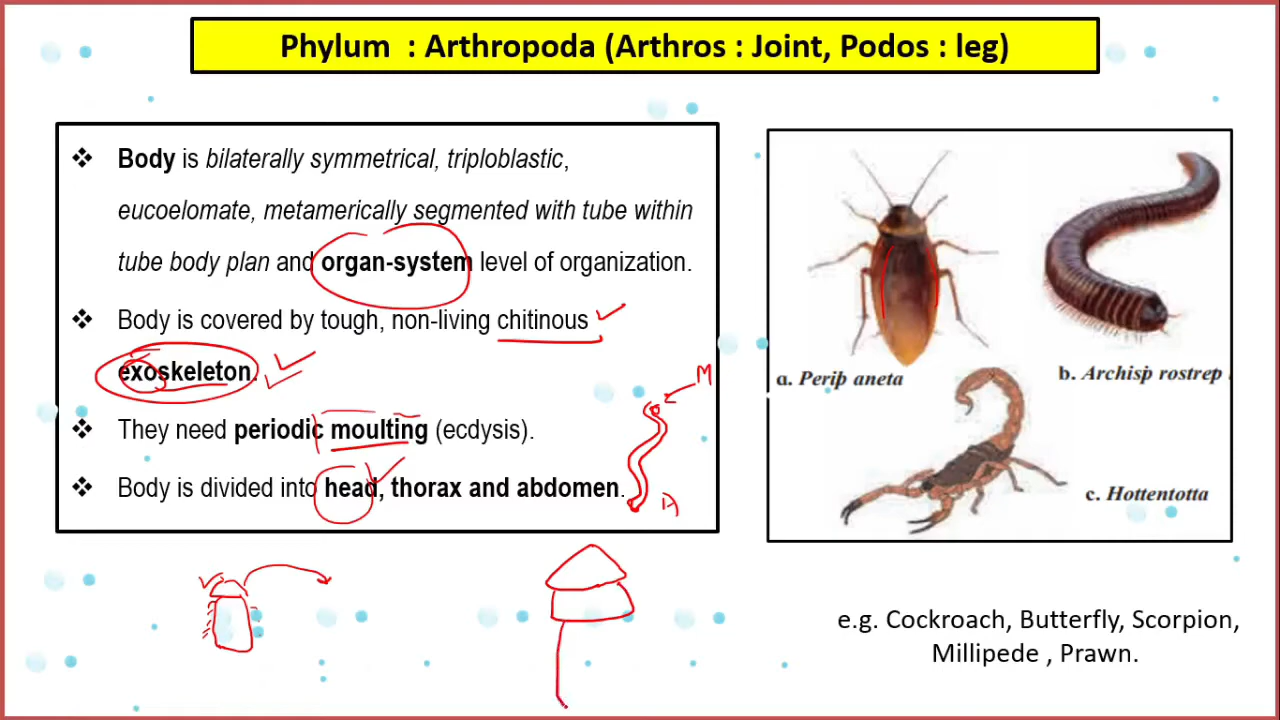 Phylum : Arthropoda (Arthros : Joint, Podos : leg)
❖ Body is bilaterally symmetrical, triploblastic,
eucoelomate, metamerically segmented with tube within
tube body plan and organ-system level of organization.
❖ Body is covered by tough, non-living chitinous
exoskeleton.
❖ They need periodic moulting (ecdysis).
❖ Body is divided into head, thorax and abdomen.
M
A
a. Perip aneta
b. Archisp rostrep
c. Hottentotta
e.g. Cockroach, Butterfly, Scorpion,
Millipede , Prawn.